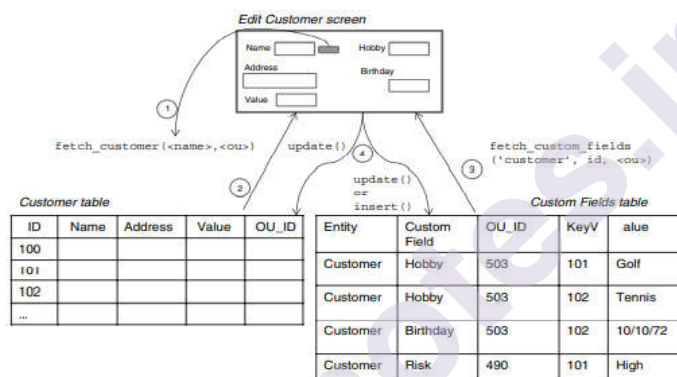 Edit Customer screen
Name
Hobby
Address
Birthday
Value
1
fetch_customer(<name>,<ou>)
update()
4
fetch_custom_fields
('customer', id, <ou>)
3
2
update()
or
insert()
Customer table
Custom Fields table
ID Name Address Value OU_ID
100
101
102
...
Entity Custom Field OU_ID KeyV alue
Customer Hobby 503 101 Golf
Customer Hobby 503 102 Tennis
Customer Birthday 503 102 10/10/72
Customer Risk 490 101 High
otes.in